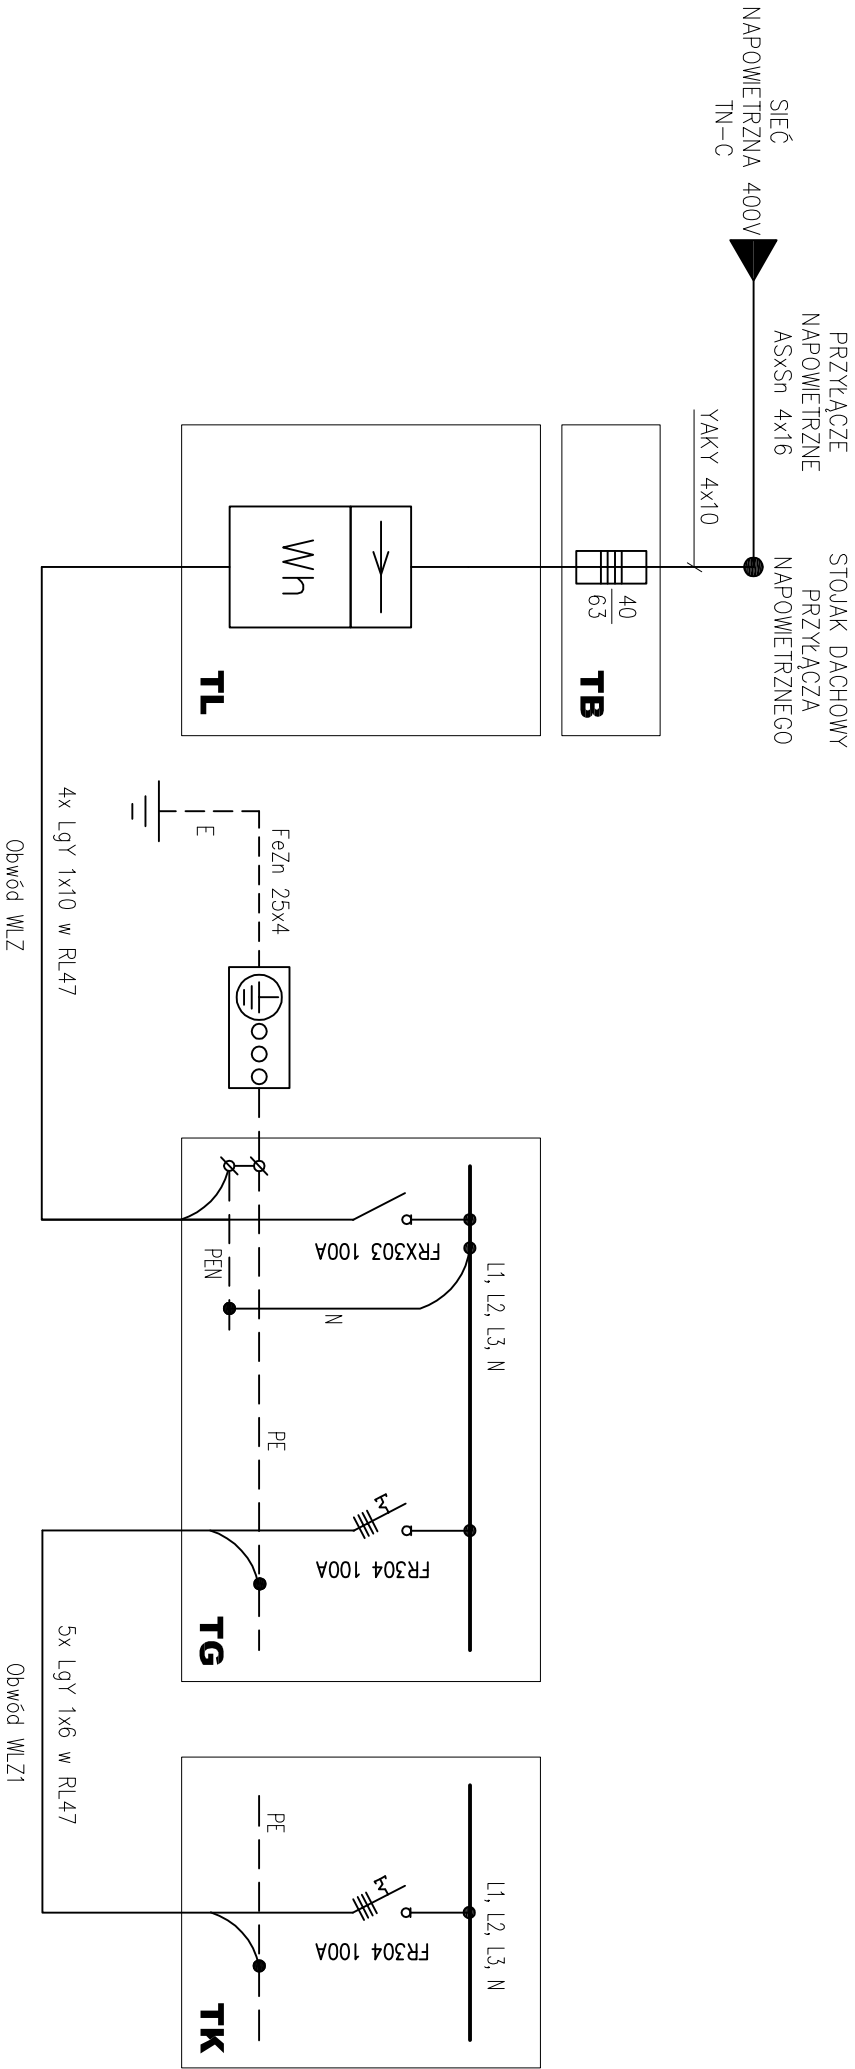 SIEĆ
NAPOWIETRZNA 400V
TN-C
PRZYŁĄCZE
NAPOWIETRZNE
ASxSn 4x16
STOJAK DACHOWY
PRZYŁĄCZA
NAPOWIETRZNEGO
YAKY 4x10
40
63
TB
Wh
TL
4x LgY 1x10 w RL47
Obwód WLZ
E
FeZn 25x4
L1, L2, L3, N
FRX303 100A
PEN
N
PE
FR304 100A
TG
5x LgY 1x6 w RL47
Obwód WLZ1
L1, L2, L3, N
PE
FR304 100A
TK